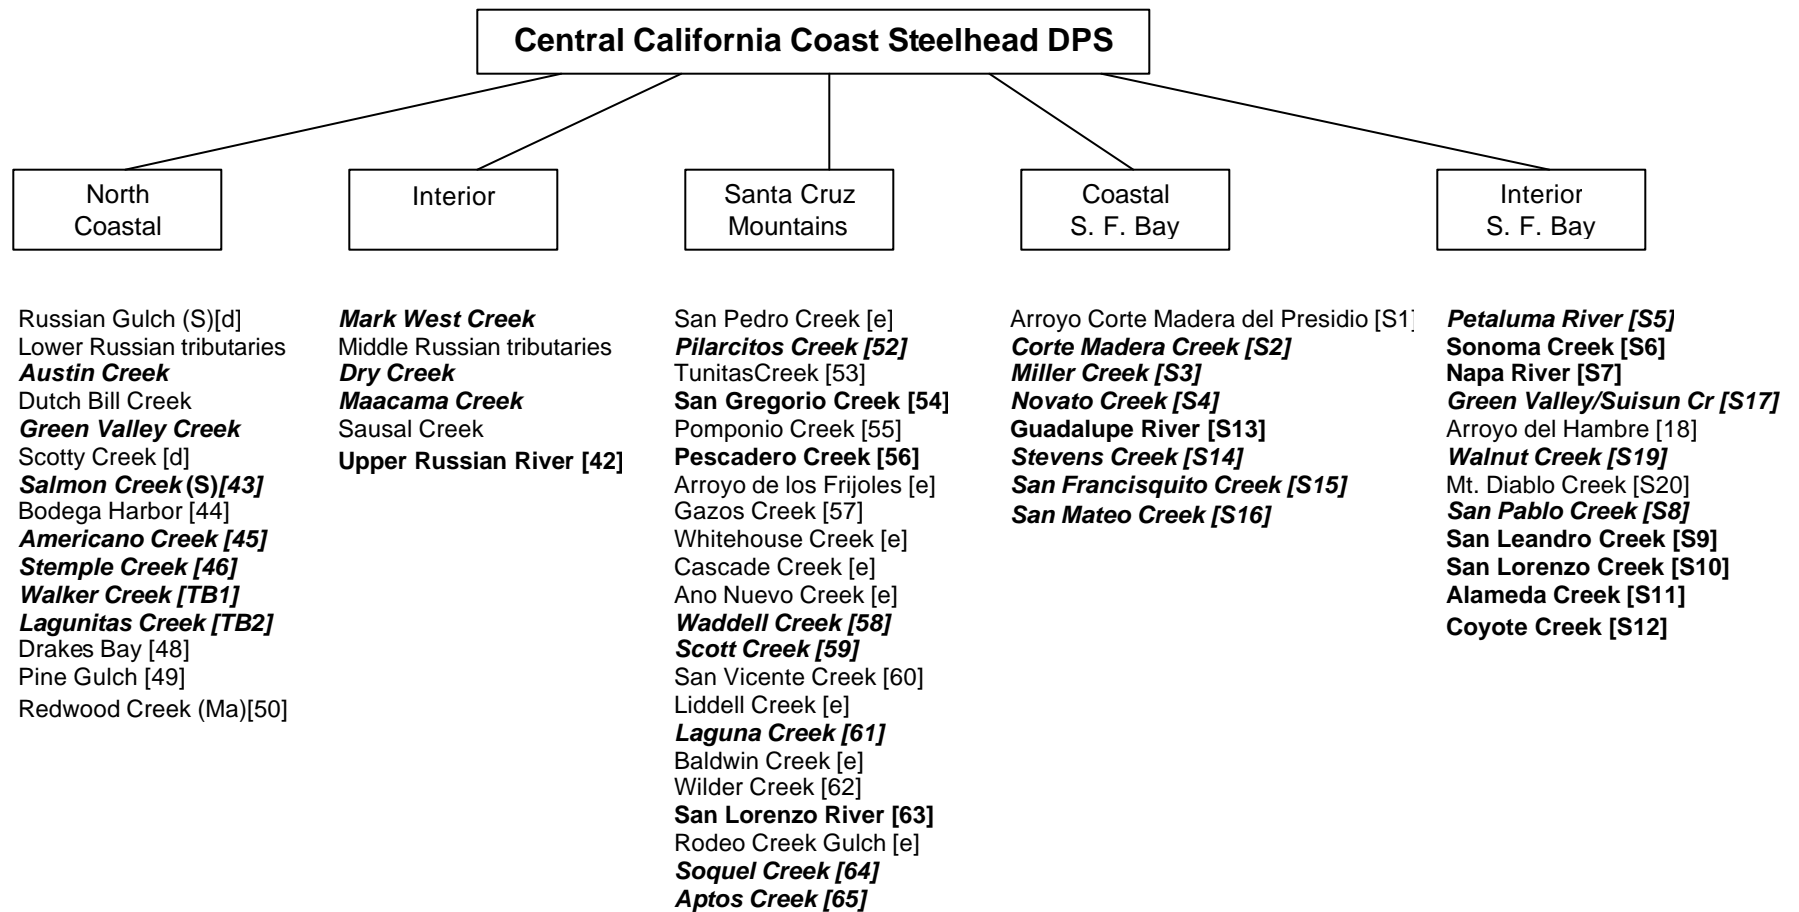 Central California Coast Steelhead DPS
North
Coastal
Interior
Santa Cruz
Mountains
Coastal
S. F. Bay
Interior
S. F. Bay
Russian Gulch (S)[d]
Lower Russian tributaries
Austin Creek
Dutch Bill Creek
Green Valley Creek
Scotty Creek [d]
Salmon Creek (S)[43]
Bodega Harbor [44]
Americano Creek [45]
Stemple Creek [46]
Walker Creek [TB1]
Lagunitas Creek [TB2]
Drakes Bay [48]
Pine Gulch [49]
Redwood Creek (Ma)[50]
Mark West Creek
Middle Russian tributaries
Dry Creek
Maacama Creek
Sausal Creek
Upper Russian River [42]
San Pedro Creek [e]
Pilarcitos Creek [52]
TunitasCreek [53]
San Gregorio Creek [54]
Pomponio Creek [55]
Pescadero Creek [56]
Arroyo de los Frijoles [e]
Gazos Creek [57]
Whitehouse Creek [e]
Cascade Creek [e]
Ano Nuevo Creek [e]
Waddell Creek [58]
Scott Creek [59]
San Vicente Creek [60]
Liddell Creek [e]
Laguna Creek [61]
Baldwin Creek [e]
Wilder Creek [62]
San Lorenzo River [63]
Rodeo Creek Gulch [e]
Soquel Creek [64]
Aptos Creek [65]
Arroyo Corte Madera del Presidio [S1]
Corte Madera Creek [S2]
Miller Creek [S3]
Novato Creek [S4]
Guadalupe River [S13]
Stevens Creek [S14]
San Francisquito Creek [S15]
San Mateo Creek [S16]
Petaluma River [S5]
Sonoma Creek [S6]
Napa River [S7]
Green Valley/Suisun Cr [S17]
Arroyo del Hambre [18]
Walnut Creek [S19]
Mt. Diablo Creek [S20]
San Pablo Creek [S8]
San Leandro Creek [S9]
San Lorenzo Creek [S10]
Alameda Creek [S11]
Coyote Creek [S12]